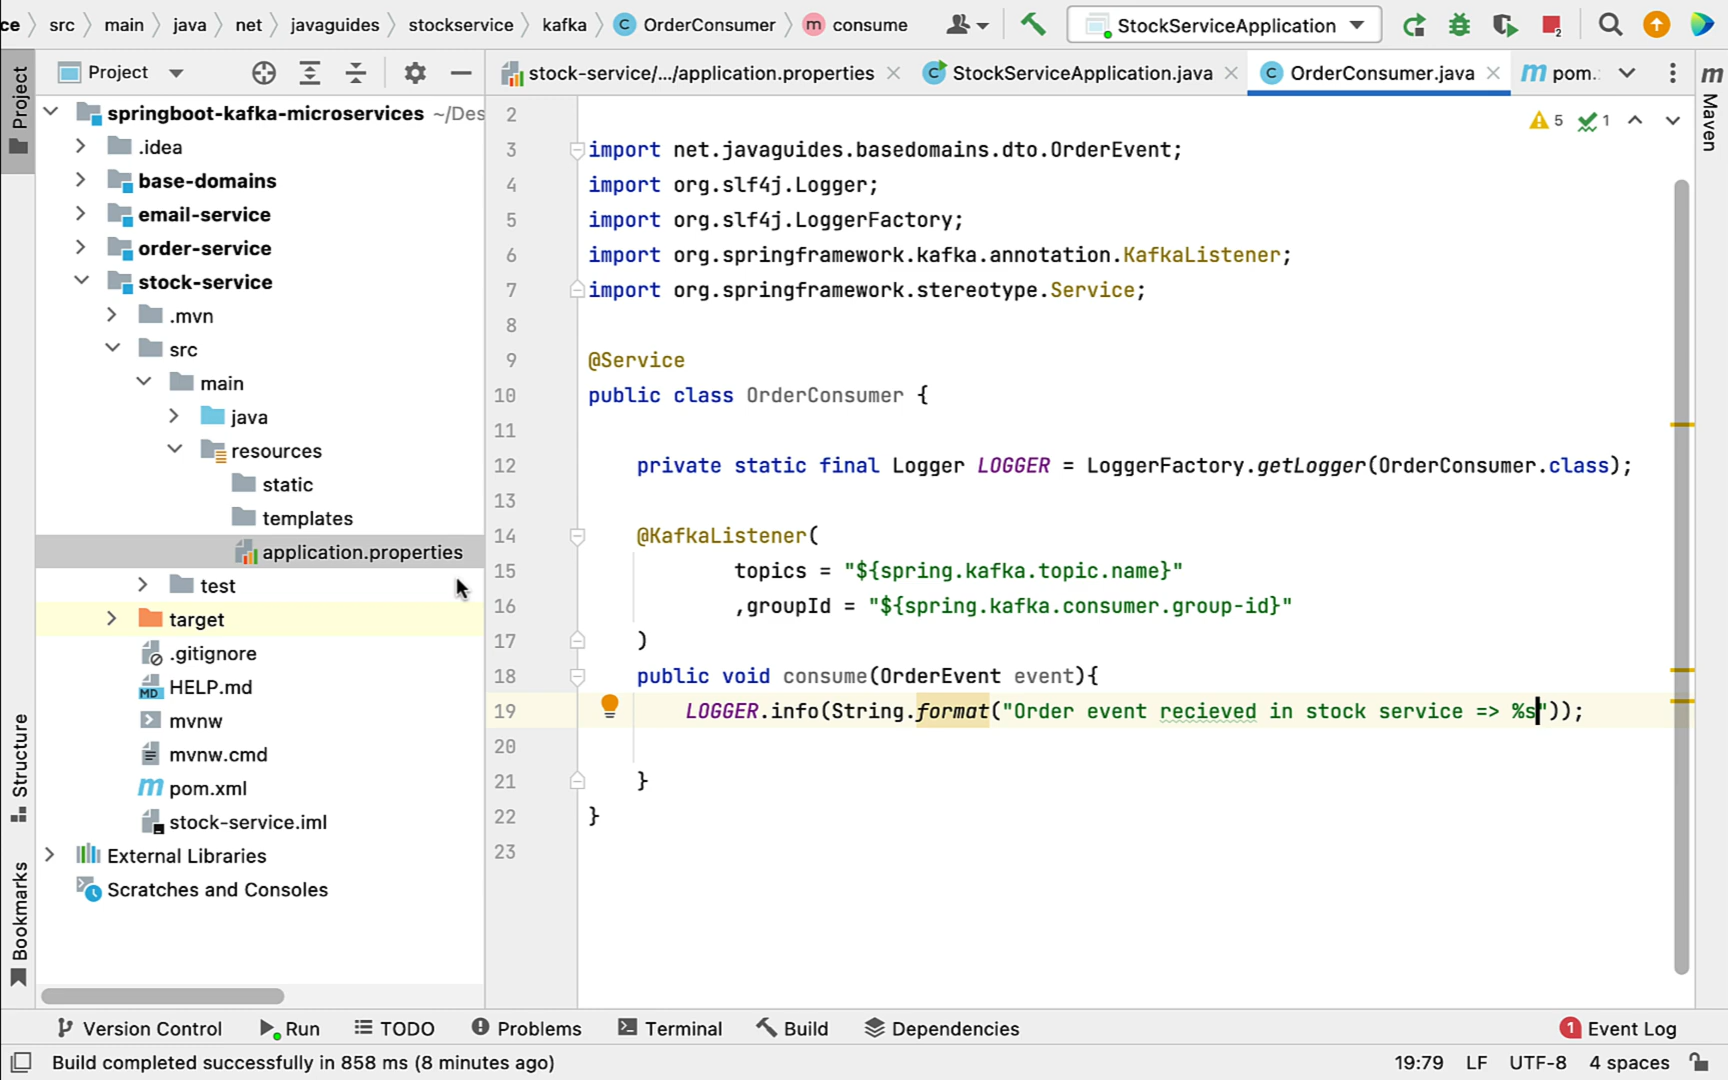 ce src main java net javaguides stockservice kafka C OrderConsumer m consume StockServiceApplication 2
Project
stock-service/.../application.properties StockServiceApplication.java C OrderConsumer.java m pom. m
Project
Maven
Structure
Bookmarks
springboot-kafka-microservices ~/Des
.idea
base-domains
email-service
order-service
stock-service
.mvn
src
main
java
resources
static
templates
application.properties
test
target
.gitignore
MD HELP.md
mvnw
mvnw.cmd
m pom.xml
stock-service.iml
External Libraries
Scratches and Consoles
5 1
2
3 import net.javaguides.basedomains.dto.OrderEvent;
4 import org.slf4j.Logger;
5 import org.slf4j.LoggerFactory;
6 import org.springframework.kafka.annotation.KafkaListener;
7 import org.springframework.stereotype.Service;
8
9 @Service
10 public class OrderConsumer {
11
12 private static final Logger LOGGER = LoggerFactory.getLogger(OrderConsumer.class);
13
14 @KafkaListener(
15 topics = "${spring.kafka.topic.name}"
16 ,groupId = "${spring.kafka.consumer.group-id}"
17 )
18 public void consume(OrderEvent event){
19 LOGGER.info(String.format("Order event recieved in stock service => %s"));
20
21 }
22 }
23
Version Control Run TODO Problems Terminal Build Dependencies 1 Event Log
Build completed successfully in 858 ms (8 minutes ago) 19:79 LF UTF-8 4 spaces